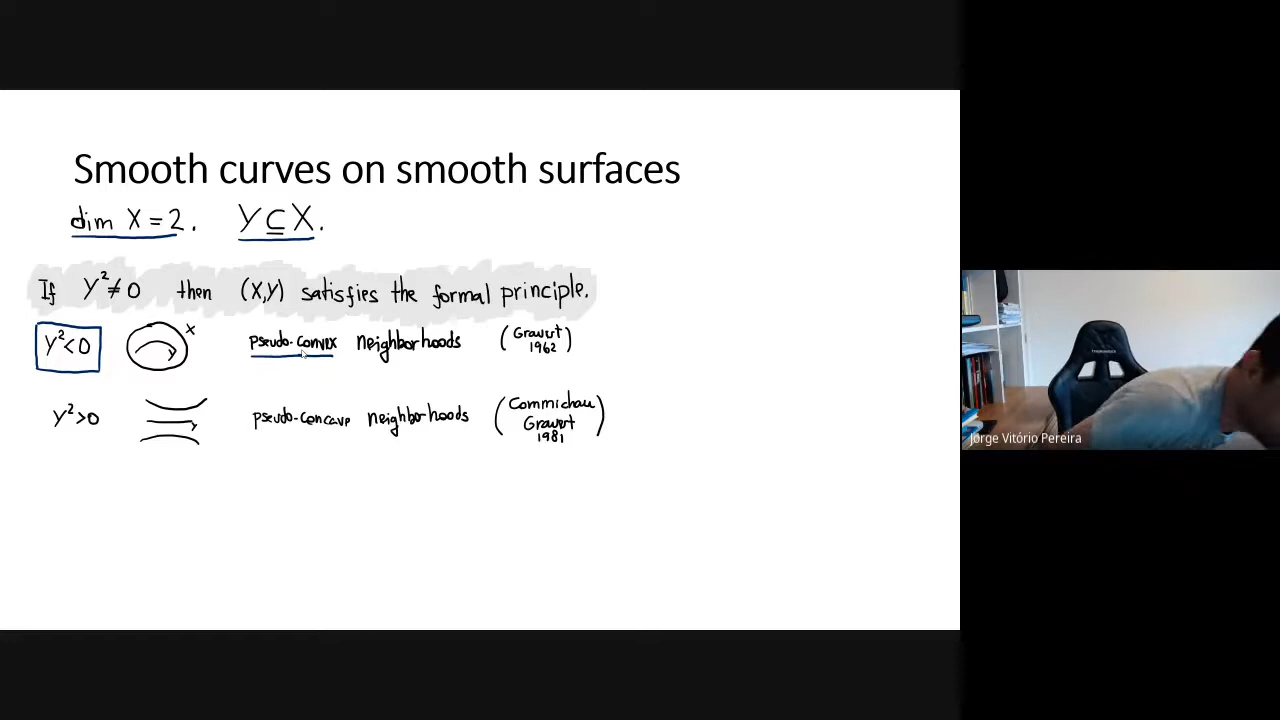 Smooth curves on smooth surfaces
dim X = 2. Y ⊆ X.
If Y² ≠ 0 then (X,Y) satisfies the formal principle.
Y² < 0 X pseudo-convex neighborhoods (Grauert 1962)
Y² > 0 pseudo-concave neighborhoods (Commichau Grauert 1981)
Jorge Vitório Pereira